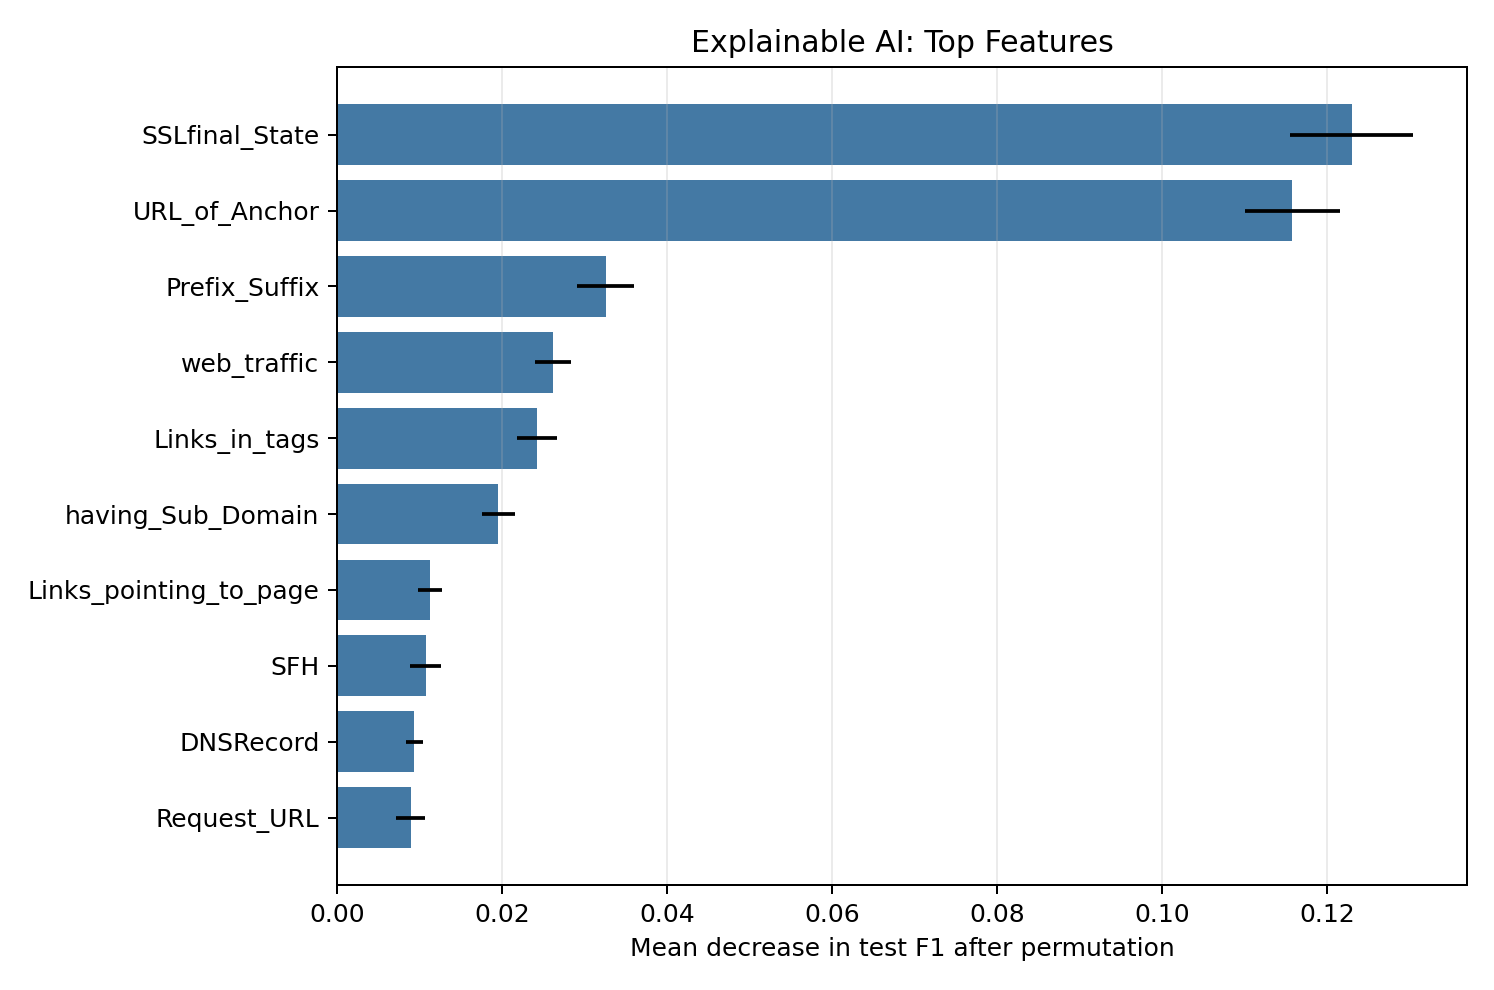 Explainable AI: Top Features
SSLfinal_State
URL_of_Anchor
Prefix_Suffix
web_traffic
Links_in_tags
having_Sub_Domain
Links_pointing_to_page
SFH
DNSRecord
Request_URL
0.00 0.02 0.04 0.06 0.08 0.10 0.12
Mean decrease in test F1 after permutation